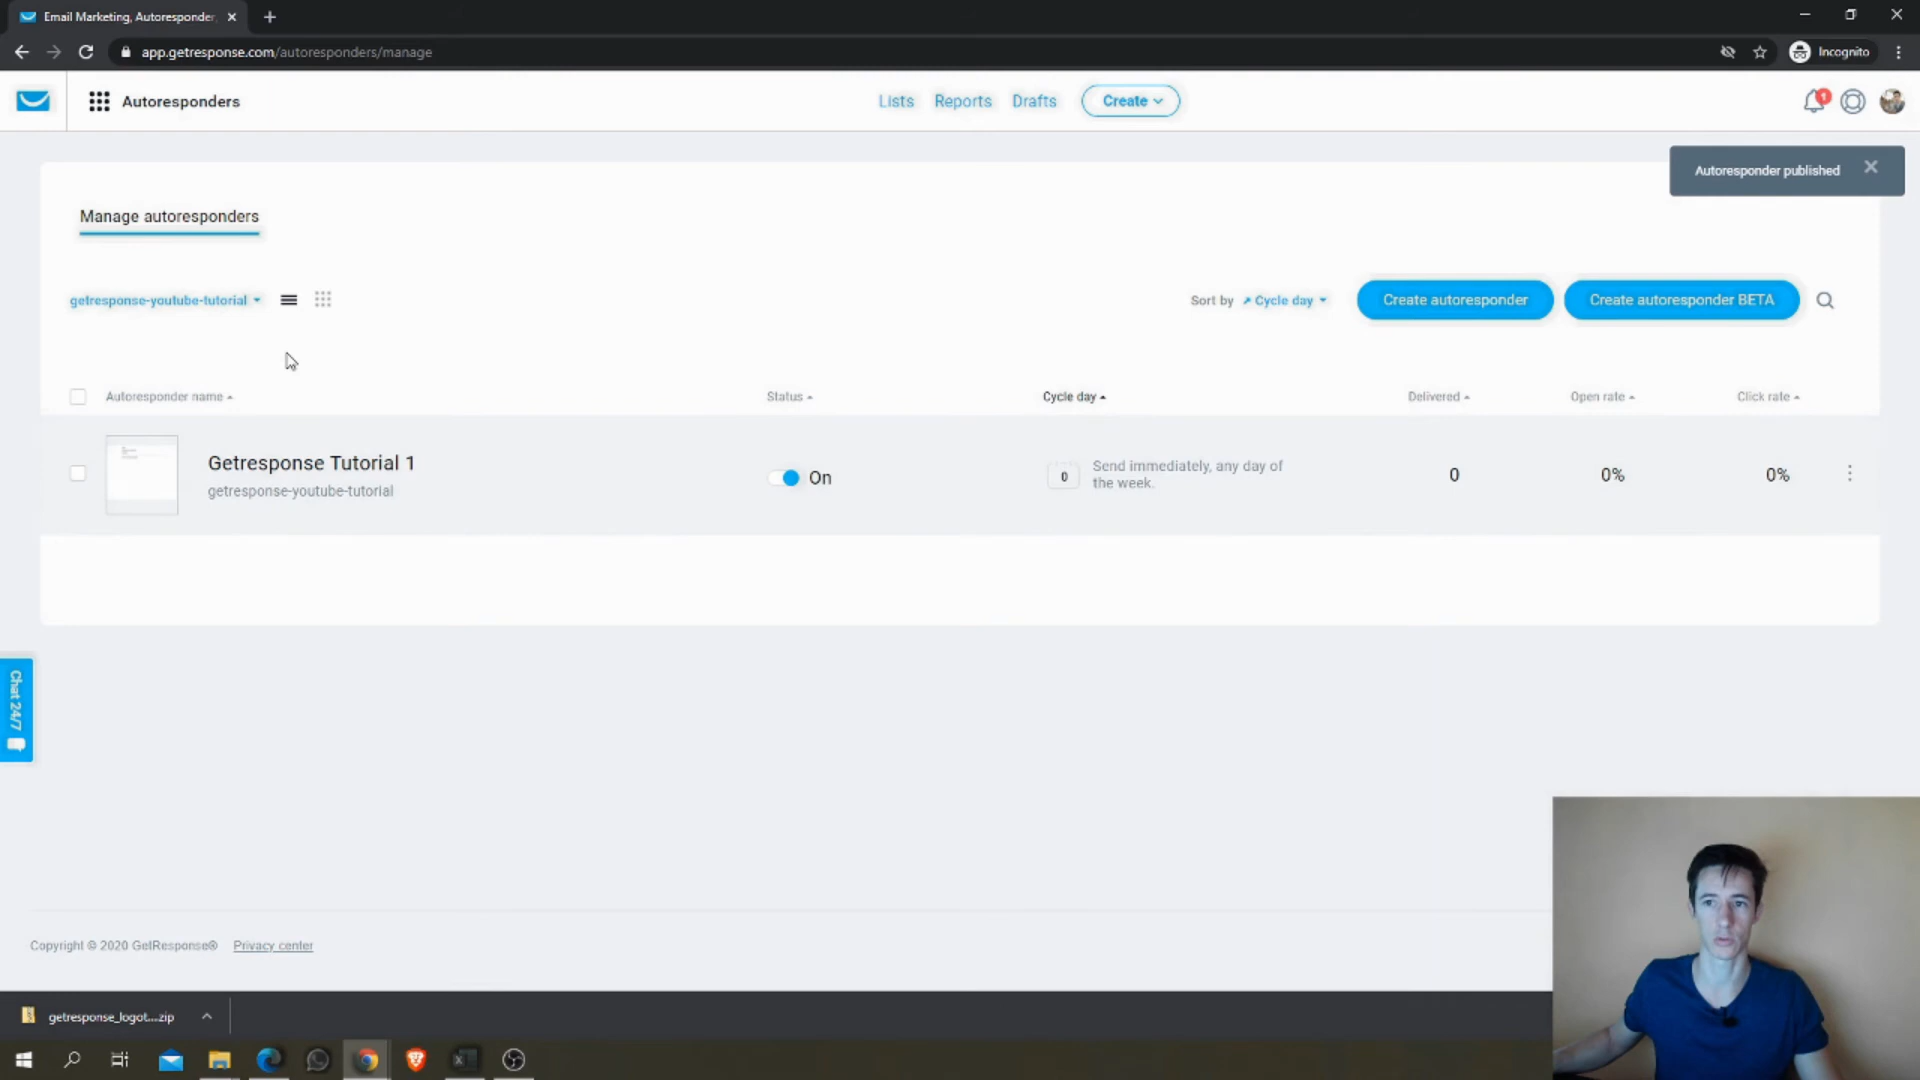 Email Marketing, Autoresponder
app.getresponse.com/autoresponders/manage
Incognito
Autoresponders
Lists
Reports
Drafts
Create
1
Autoresponder published
Manage autoresponders
getresponse-youtube-tutorial
Sort by
Cycle day
Create autoresponder
Create autoresponder BETA
Autoresponder name
Status
Cycle day
Delivered
Open rate
Click rate
Getresponse Tutorial 1
getresponse-youtube-tutorial
On
0
Send immediately, any day of
the week.
0
0%
0%
Chat 24/7
Copyright © 2020 GetResponse®
Privacy center
getresponse_logot....zip